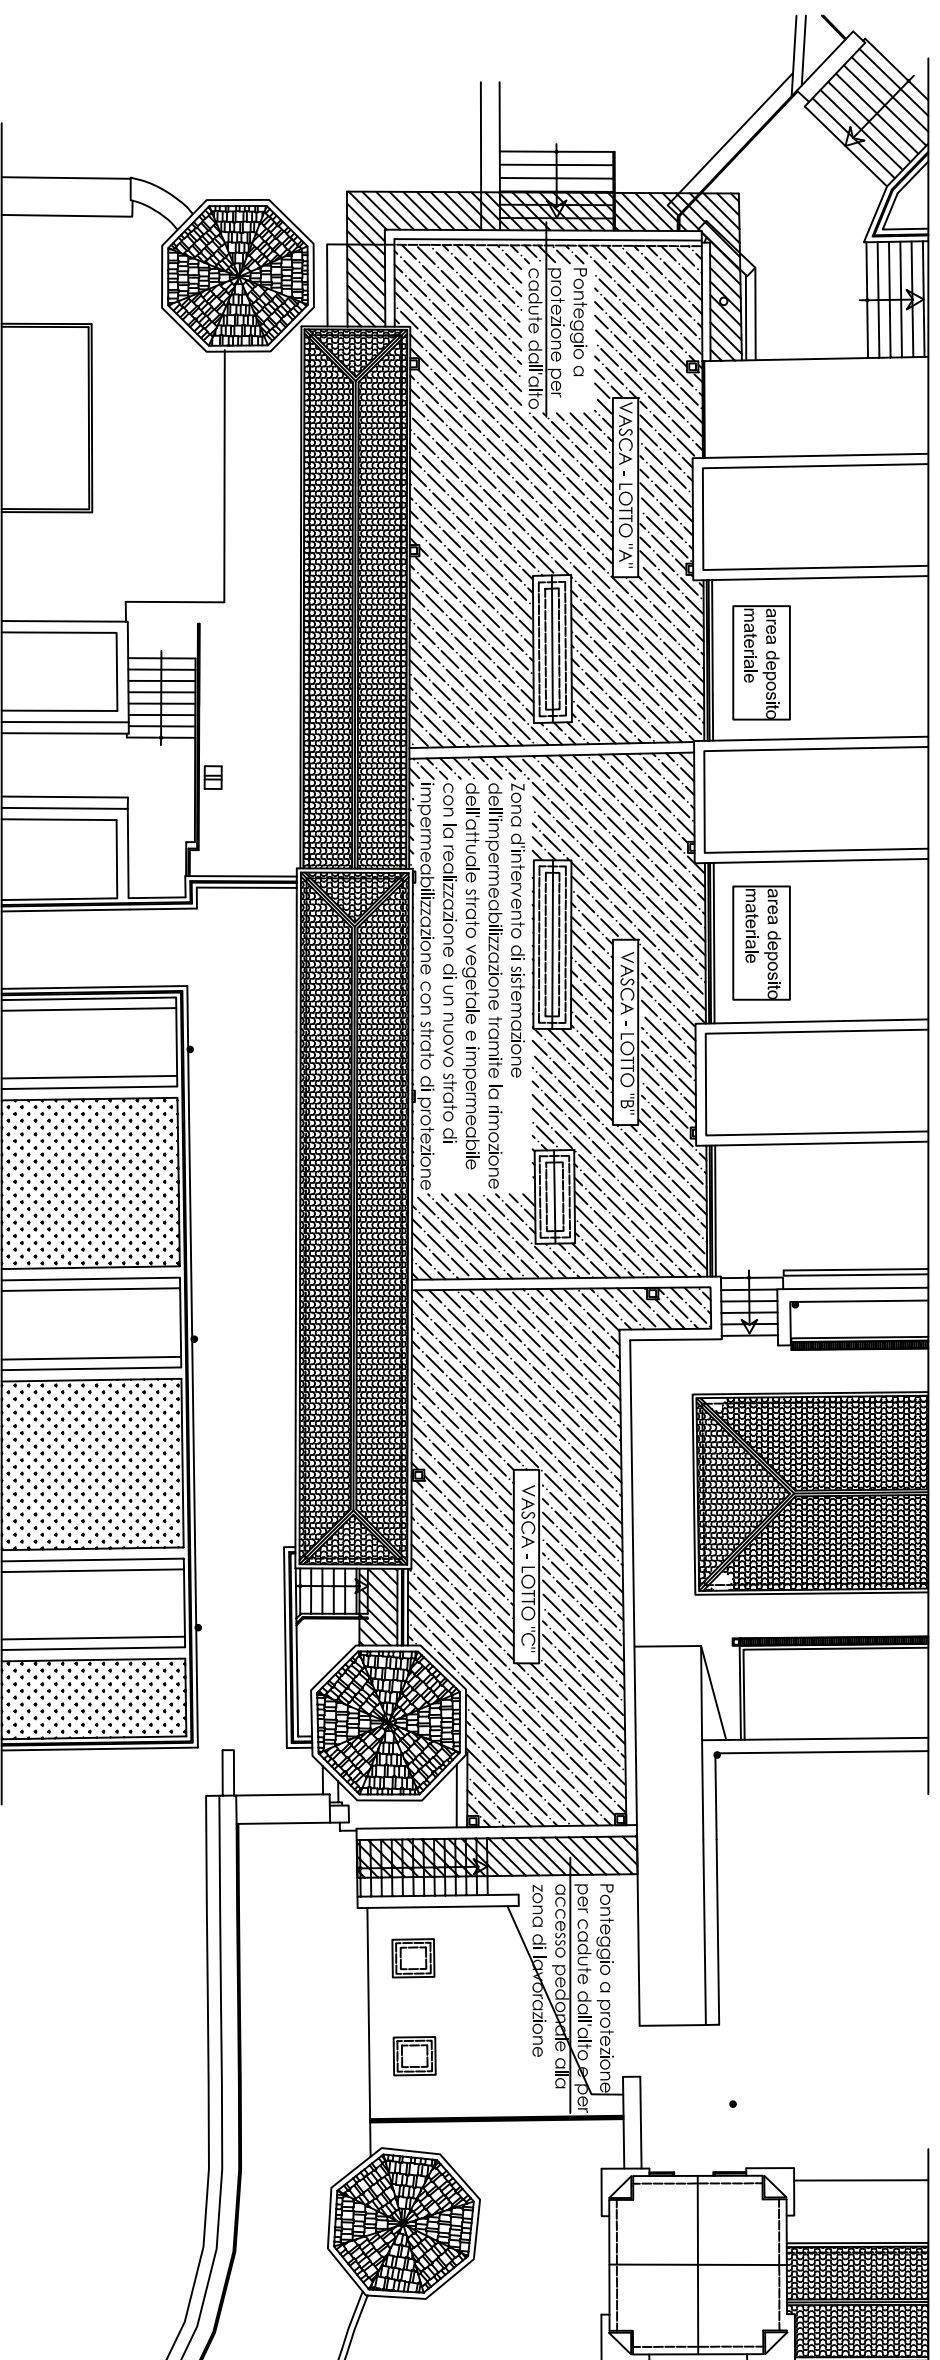 Ponteggio a
protezione per
cadute dall'alto
VASCA - LOTTO "A"
area deposito
materiale
area deposito
materiale
VASCA - LOTTO "B"
Zona d'intervento di sistemazione
dell'impermeabilizzazione tramite la rimozione
dell'attuale strato vegetale e impermeabile
con la realizzazione di un nuovo strato di
impermeabilizzazione con strato di protezione
VASCA - LOTTO "C"
Ponteggio a protezione
per cadute dall'alto e per
accesso pedonale alla
zona di lavorazione